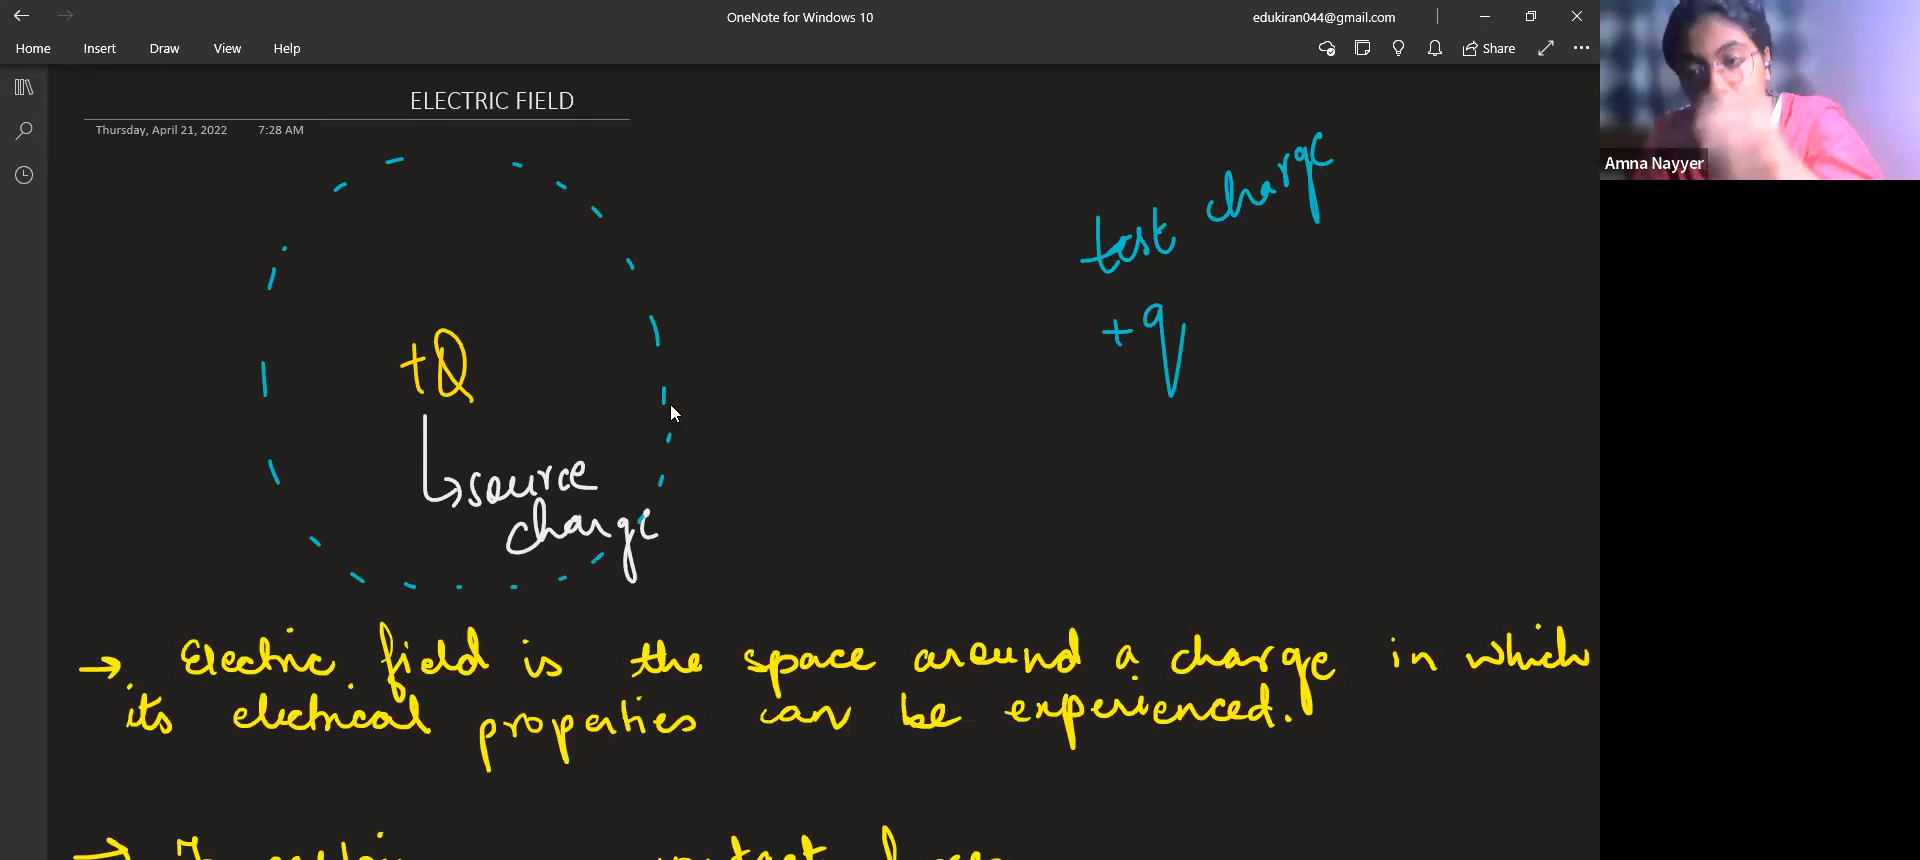 OneNote for Windows 10
edukiran044@gmail.com
Home Insert Draw View Help
Share
ELECTRIC FIELD
Thursday, April 21, 2022 7:28 AM
Amna Nayyer
test charge
+q
+Q
source
charge
→ Electric field is the space around a charge in which
its electrical properties can be experienced.